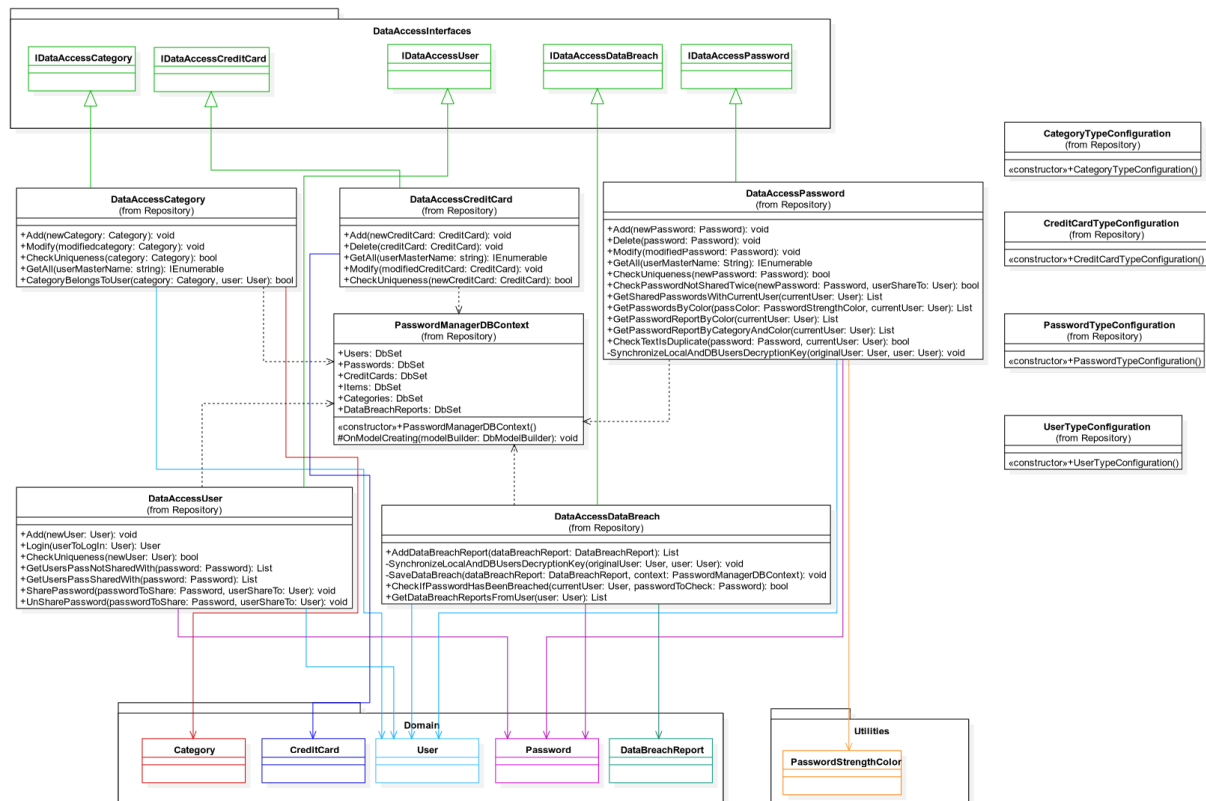 DataAccessInterfaces
IDataAccessCategory
IDataAccessCreditCard
IDataAccessUser
IDataAccessDataBreach
IDataAccessPassword
CategoryTypeConfiguration
(from Repository)
«constructor»+CategoryTypeConfiguration()
DataAccessCategory
(from Repository)
+Add(newCategory: Category): void
+Modify(modifiedcategory: Category): void
+CheckUniqueness(category: Category): bool
+GetAll(userMasterName: string): IEnumerable
+CategoryBelongsToUser(category: Category, user: User): bool
DataAccessCreditCard
(from Repository)
+Add(newCreditCard: CreditCard): void
+Delete(creditCard: CreditCard): void
+GetAll(userMasterName: string): IEnumerable
+Modify(modifiedCreditCard: CreditCard): void
+CheckUniqueness(newCreditCard: CreditCard): bool
DataAccessPassword
(from Repository)
+Add(newPassword: Password): void
+Delete(password: Password): void
+Modify(modifiedPassword: Password): void
+GetAll(userMasterName: String): IEnumerable
+CheckUniqueness(newPassword: Password): bool
+CheckPasswordNotSharedTwice(newPassword: Password, userShareTo: User): bool
+GetSharedPasswordsWithCurrentUser(currentUser: User): List
+GetPasswordsByColor(passColor: PasswordStrengthColor, currentUser: User): List
+GetPasswordReportByColor(currentUser: User): List
+GetPasswordReportByCategoryAndColor(currentUser: User): List
+CheckTextIsDuplicate(password: Password, currentUser: User): bool
-SynchronizeLocalAndDBUsersDecryptionKey(originalUser: User, user: User): void
CreditCardTypeConfiguration
(from Repository)
«constructor»+CreditCardTypeConfiguration()
PasswordManagerDBContext
(from Repository)
+Users: DbSet
+Passwords: DbSet
+CreditCards: DbSet
+Items: DbSet
+Categories: DbSet
+DataBreachReports: DbSet
«constructor»+PasswordManagerDBContext()
#OnModelCreating(modelBuilder: DbModelBuilder): void
PasswordTypeConfiguration
(from Repository)
«constructor»+PasswordTypeConfiguration()
UserTypeConfiguration
(from Repository)
«constructor»+UserTypeConfiguration()
DataAccessUser
(from Repository)
+Add(newUser: User): void
+Login(userToLogIn: User): User
+CheckUniqueness(newUser: User): bool
+GetUsersPassNotSharedWith(password: Password): List
+GetUsersPassSharedWith(password: Password): List
+SharePassword(passwordToShare: Password, userShareTo: User): void
+UnSharePassword(passwordToShare: Password, userShareTo: User): void
DataAccessDataBreach
(from Repository)
+AddDataBreachReport(dataBreachReport: DataBreachReport): List
-SynchronizeLocalAndDBUsersDecryptionKey(originalUser: User, user: User): void
-SaveDataBreach(dataBreachReport: DataBreachReport, context: PasswordManagerDBContext): void
+CheckIfPasswordHasBeenBreached(currentUser: User, passwordToCheck: Password): bool
+GetDataBreachReportsFromUser(user: User): List
Domain
Category
CreditCard
User
Password
DataBreachReport
Utilities
PasswordStrengthColor